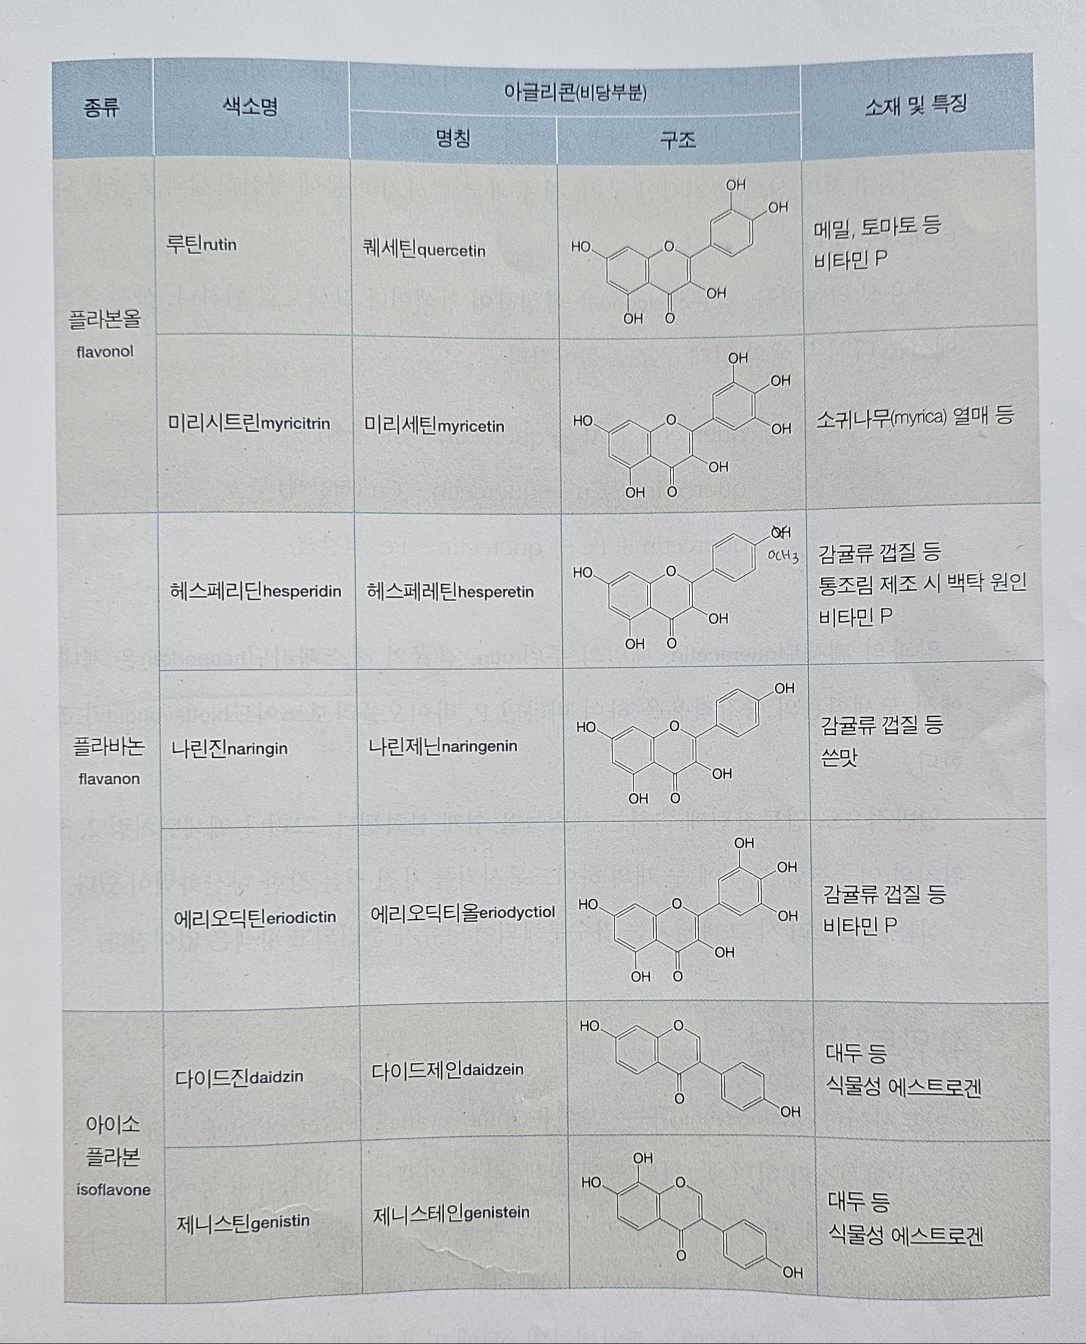 종류
색소명
아글리콘(비당부분)
소재 및 특징
명칭
구조
플라본올
flavonol
루틴rutin
퀘세틴quercetin
OH
OH
HO
O
OH
OH
O
메밀, 토마토 등
비타민 P
미리시트린myricitrin
미리세틴myricetin
OH
OH
HO
O
OH
OH
OH
O
소귀나무(myrica) 열매 등
플라바논
flavanon
헤스페리딘hesperidin
헤스페레틴hesperetin
OH
OCH3
HO
O
OH
OH
O
감귤류 껍질 등
통조림 제조 시 백탁 원인
비타민 P
나린진naringin
나린제닌naringenin
OH
HO
O
OH
OH
O
감귤류 껍질 등
쓴맛
에리오딕틴eriodictin
에리오딕티올eriodyctiol
OH
OH
HO
O
OH
OH
OH
O
감귤류 껍질 등
비타민 P
아이소
플라본
isoflavone
다이드진daidzin
다이드제인daidzein
HO
O
O
OH
대두 등
식물성 에스트로겐
제니스틴genistin
제니스테인genistein
OH
HO
O
O
OH
대두 등
식물성 에스트로겐